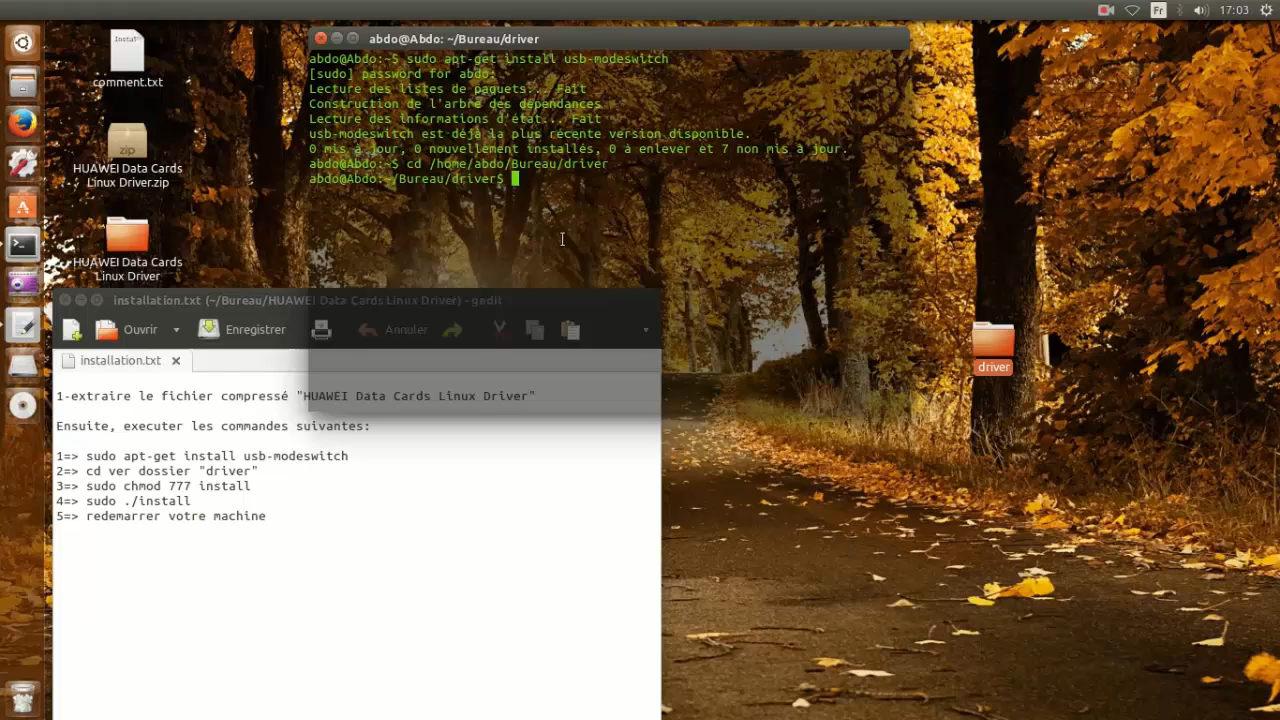 Fr
17:03
Instal
comment.txt
zip
HUAWEI Data Cards
Linux Driver.zip
HUAWEI Data Cards
Linux Driver
abdo@Abdo: ~/Bureau/driver
abdo@Abdo:~$ sudo apt-get install usb-modeswitch
[sudo] password for abdo:
Lecture des listes de paquets... Fait
Construction de l'arbre des dépendances
Lecture des informations d'état... Fait
usb-modeswitch est déjà la plus récente version disponible.
0 mis à jour, 0 nouvellement installés, 0 à enlever et 7 non mis à jour.
abdo@Abdo:~$ cd /home/abdo/Bureau/driver
abdo@Abdo:~/Bureau/driver$
installation.txt (~/Bureau/HUAWEI Data Cards Linux Driver) - gedit
Ouvrir
Enregistrer
Annuler
installation.txt
1-extraire le fichier compressé "HUAWEI Data Cards Linux Driver"
Ensuite, executer les commandes suivantes:
1=> sudo apt-get install usb-modeswitch
2=> cd ver dossier "driver"
3=> sudo chmod 777 install
4=> sudo ./install
5=> redemarrer votre machine
driver